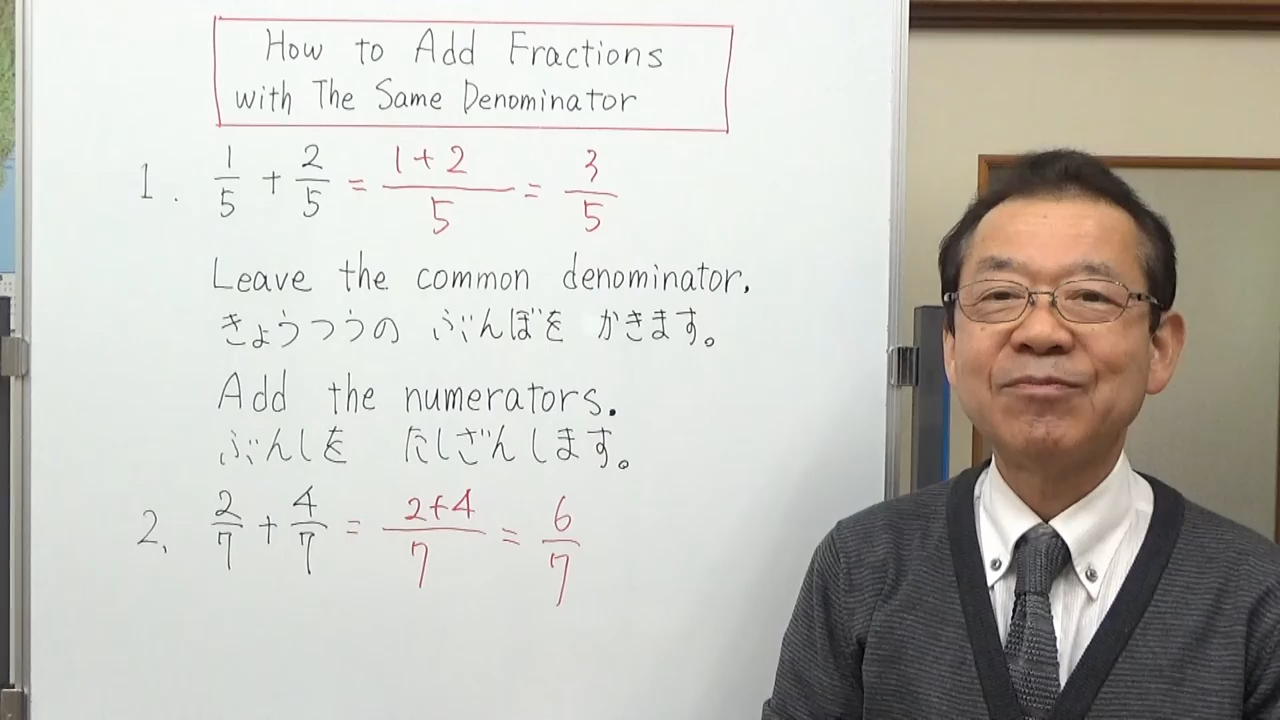 How to Add Fractions
with The Same Denominator
1. 1/5 + 2/5 = 1+2/5 = 3/5
Leave the common denominator.
きょうつうの ぶんぼを かきます。
Add the numerators.
ぶんしを たしざんします。
2. 2/7 + 4/7 = 2+4/7 = 6/7